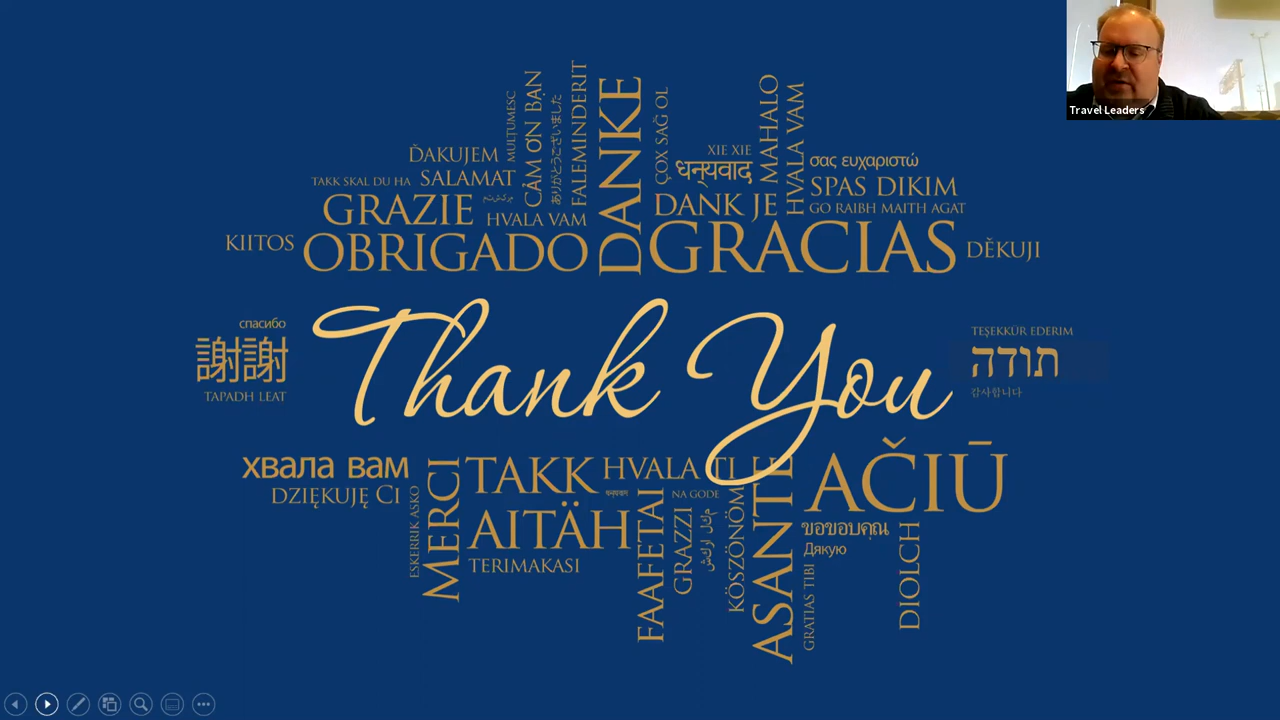 Travel Leaders
MULTUMESC
CẢM ƠN BẠN
ありがとうございました
FALEMINDERIT
DANKE
ÇOX SAĞ OL
MAHALO
HVALA VAM
XIE XIE
ĎAKUJEM
धन्यवाद
σας ευχαριστώ
TAKK SKAL DU HA
SALAMAT
SPAS DIKIM
GRAZIE
HVALA VAM
DANK JE
GO RAIBH MAITH AGAT
KIITOS
OBRIGADO
GRACIAS
DĚKUJI
спасибо
謝謝
TAPADH LEAT
Thank You
TEŞEKKÜR EDERIM
תודה
감사합니다
хвала вам
DZIĘKUJĘ CI
ESKERRIK ASKO
MERCI
TAKK
HVALA TI
AITÄH
TERIMAKASI
FAAFETAI
NA GODE
GRAZZI
KÖSZÖNÖM
ASANTE
AČIŪ
ขอขอบคุณ
Дякую
GRATIAS TIBI
DIOLCH